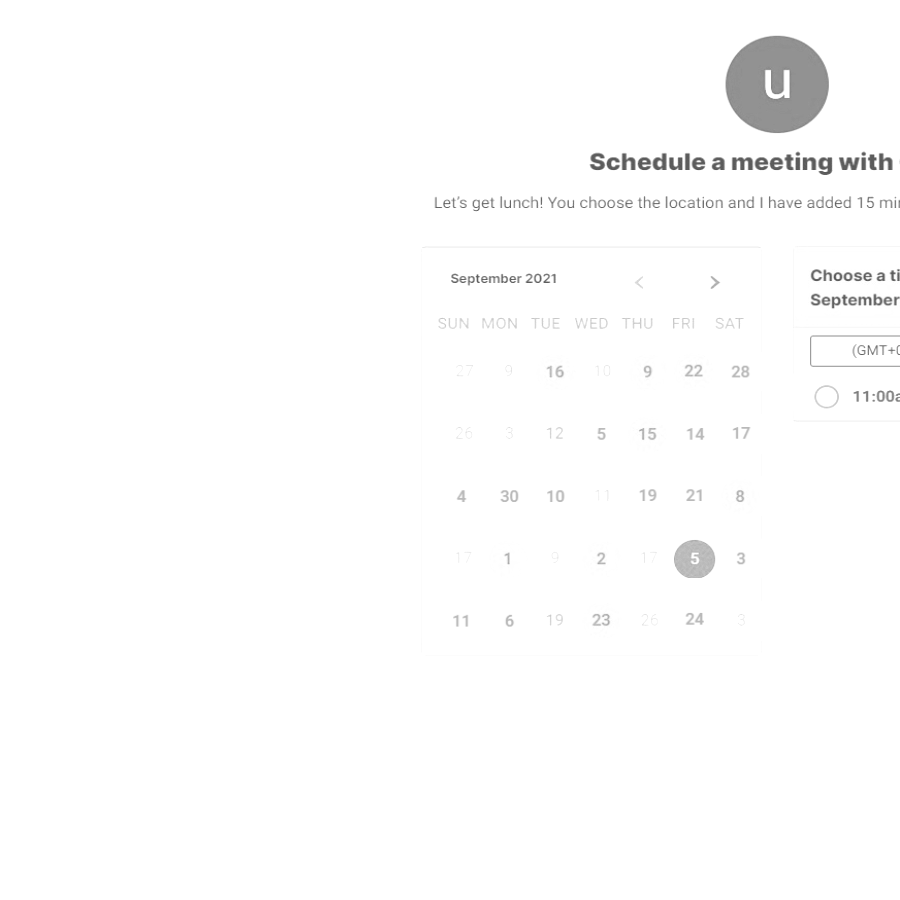 u
Schedule a meeting with
Let's get lunch! You choose the location and I have added 15
September 2021 < >
SUN MON TUE WED THU FRI SAT
27 9 16 10 9 22 28
26 3 12 5 15 14 17
4 30 10 11 19 21 8
17 1 9 2 17 5 3
11 6 19 23 26 24 3
Choose a
September
(GMT+
11:00